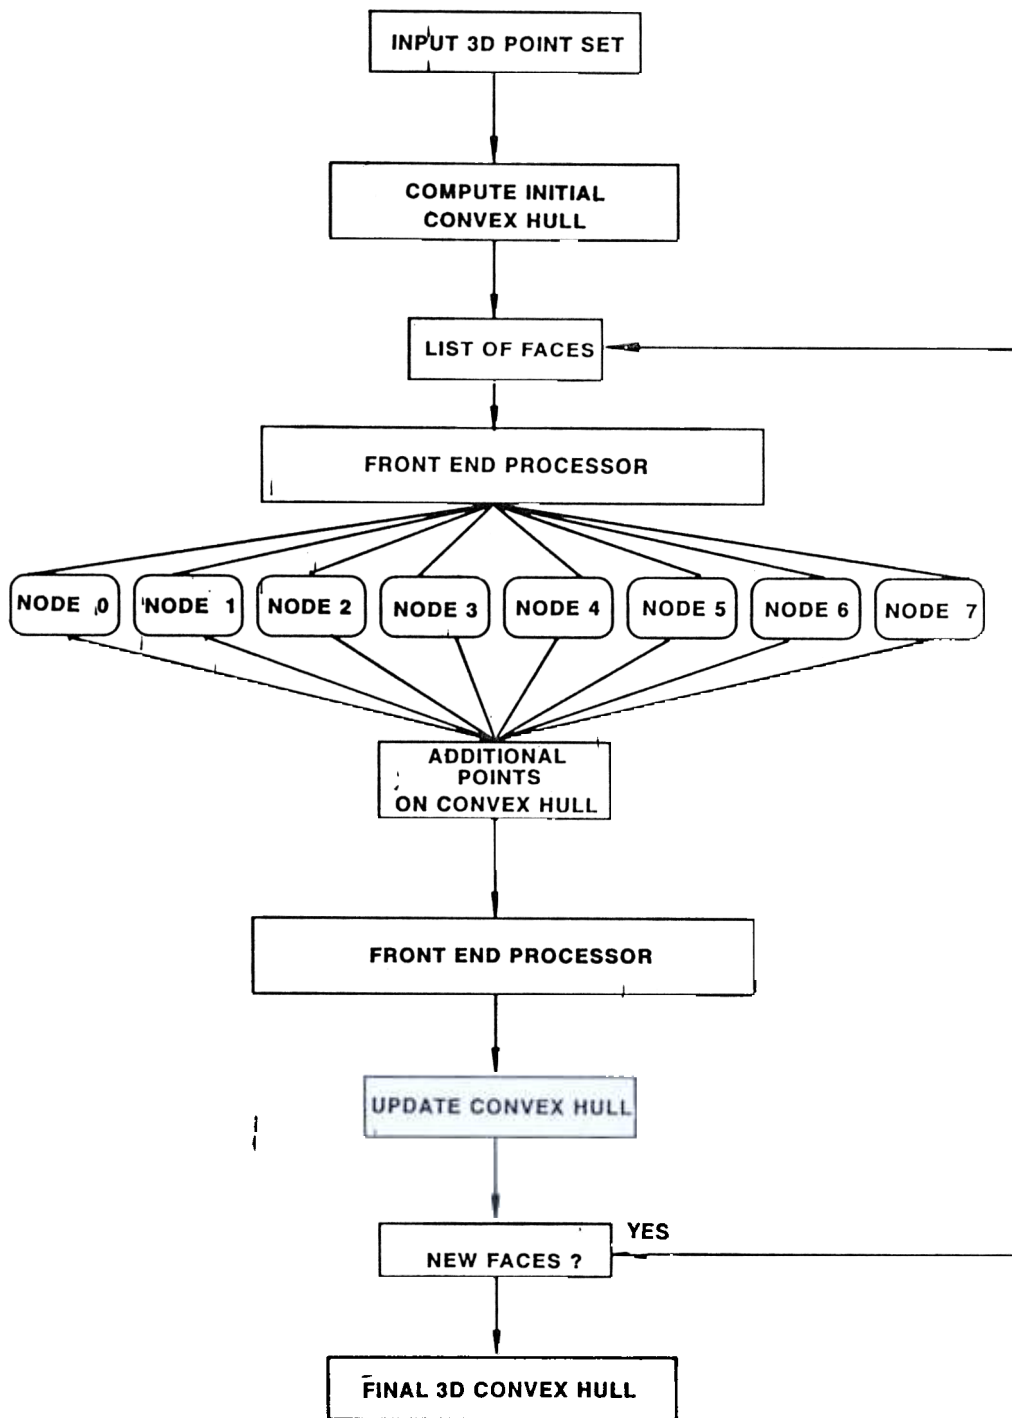 INPUT 3D POINT SET
COMPUTE INITIAL
CONVEX HULL
LIST OF FACES
FRONT END PROCESSOR
NODE 0
NODE 1
NODE 2
NODE 3
NODE 4
NODE 5
NODE 6
NODE 7
ADDITIONAL
POINTS
ON CONVEX HULL
FRONT END PROCESSOR
UPDATE CONVEX HULL
YES
NEW FACES ?
FINAL 3D CONVEX HULL